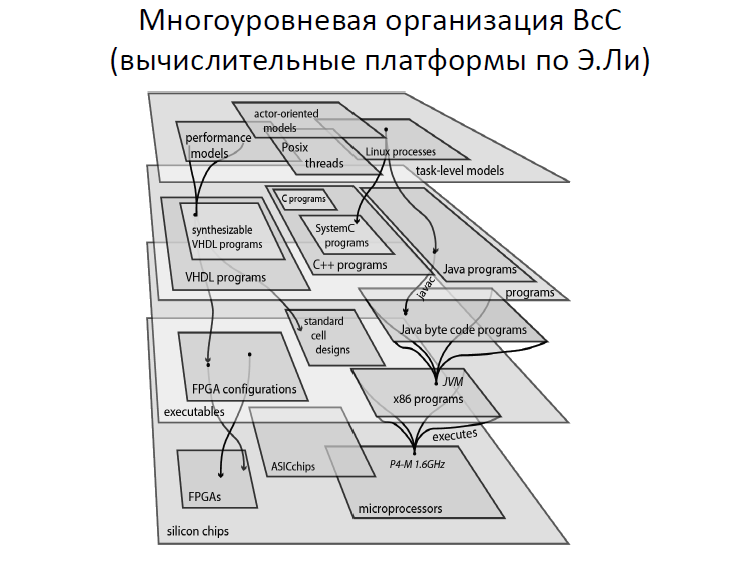 Многоуровневая организация ВсС
(вычислительные платформы по Э.Ли)
actor-oriented
models
performance
models
Posix
threads
Linux processes
task-level models
C programs
synthesizable
VHDL programs
SystemC
programs
C++ programs
VHDL programs
Java programs
programs
javac
standard
cell
designs
Java byte code programs
FPGA configurations
executables
JVM
x86 programs
executes
ASICchips
P4-M 1.6GHz
FPGAs
microprocessors
silicon chips